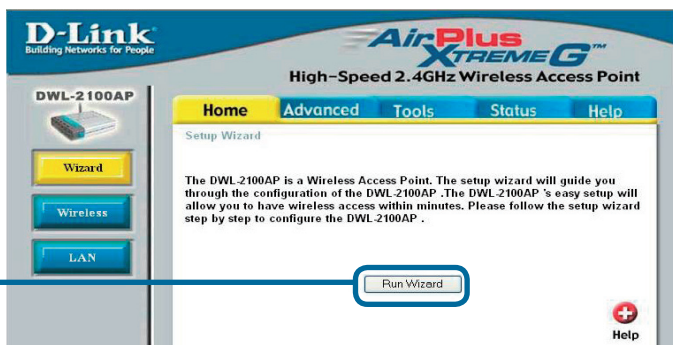 D-Link
Building Networks for People
AirPlus
XTREME G™
High-Speed 2.4GHz Wireless Access Point
DWL-2100AP
Home Advanced Tools Status Help
Setup Wizard
Wizard
Wireless
LAN
The DWL-2100AP is a Wireless Access Point. The setup wizard will guide you
through the configuration of the DWL-2100AP .The DWL-2100AP 's easy setup will
allow you to have wireless access within minutes. Please follow the setup wizard
step by step to configure the DWL-2100AP .
Run Wizard
Help